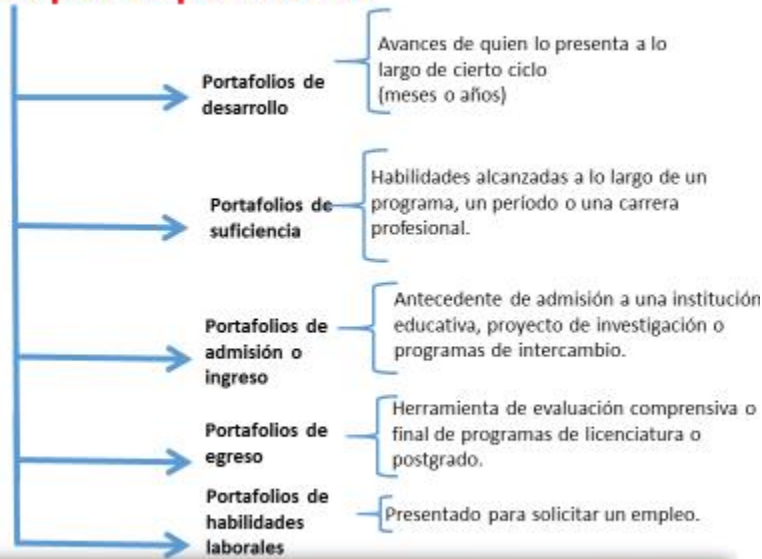 Portafolios de
desarrollo
Avances de quien lo presenta a lo
largo de cierto ciclo
(meses o años)
Portafolios de
suficiencia
Habilidades alcanzadas a lo largo de un
programa, un período o una carrera
profesional.
Portafolios de
admisión o
ingreso
Antecedente de admisión a una institución
educativa, proyecto de investigación o
programas de intercambio.
Portafolios de
egreso
Herramienta de evaluación comprensiva o
final de programas de licenciatura o
postgrado.
Portafolios de
habilidades
laborales
Presentado para solicitar un empleo.